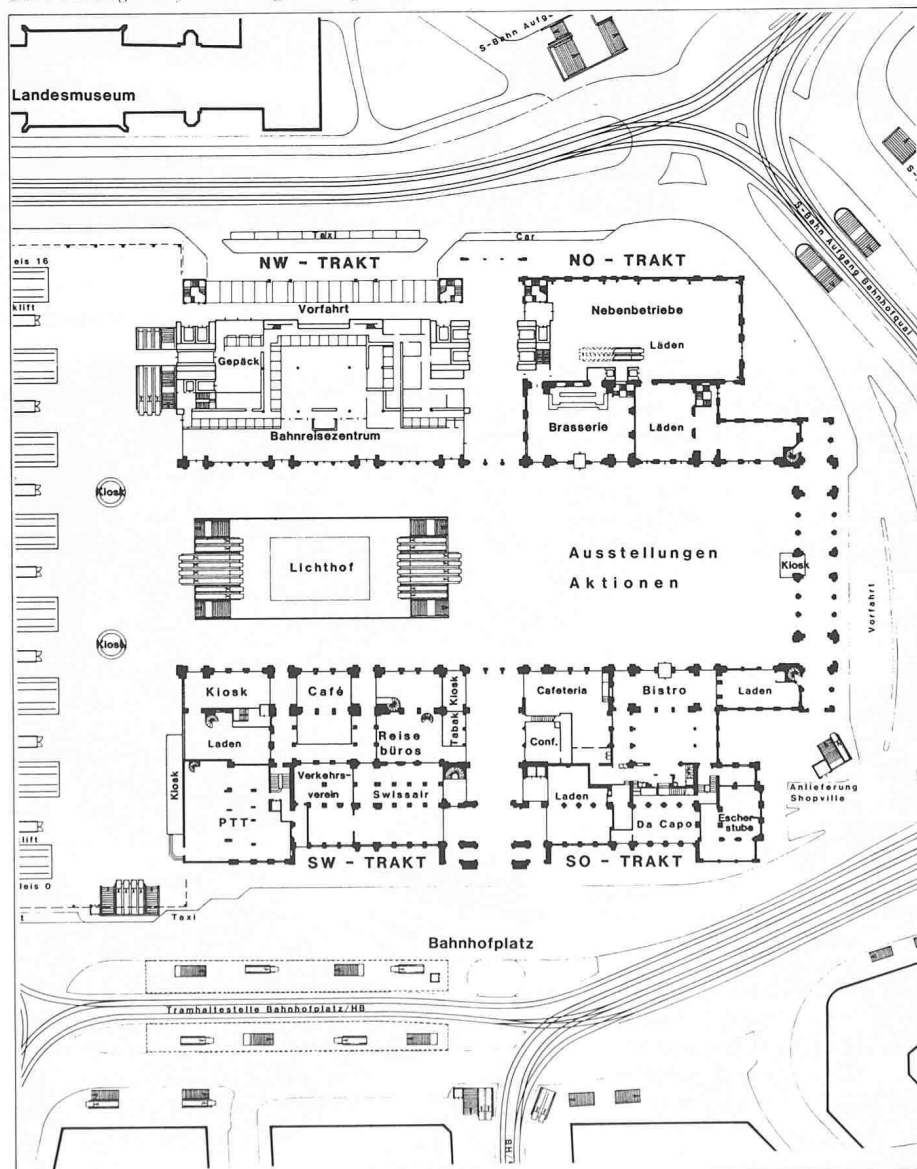 Landesmuseum
S-Bahn Aufg
S-Bahn Aufgang Bahnhofquai
Taxi
Car
NW - TRAKT
NO - TRAKT
leis 16
klift
Vorfahrt
Gepäck
Bahnreisezentrum
Nebenbetriebe
Läden
Brasserie
Läden
Kiosk
Lichthof
Ausstellungen
Aktionen
Kiosk
Vorfahrt
Kiosk
Kiosk
Café
Reise
büros
Kiosk
Tabak
Cafeteria
Bistro
Laden
Laden
Conf.
Kiosk
PTT
Verkehrs-
verein
Swissair
Laden
Da Capo
Escher
stube
Anlieferung
Shopville
lift
leis 0
SW - TRAKT
SO - TRAKT
Taxi
Bahnhofplatz
Tramhaltestelle Bahnhofplatz/HB
/HB